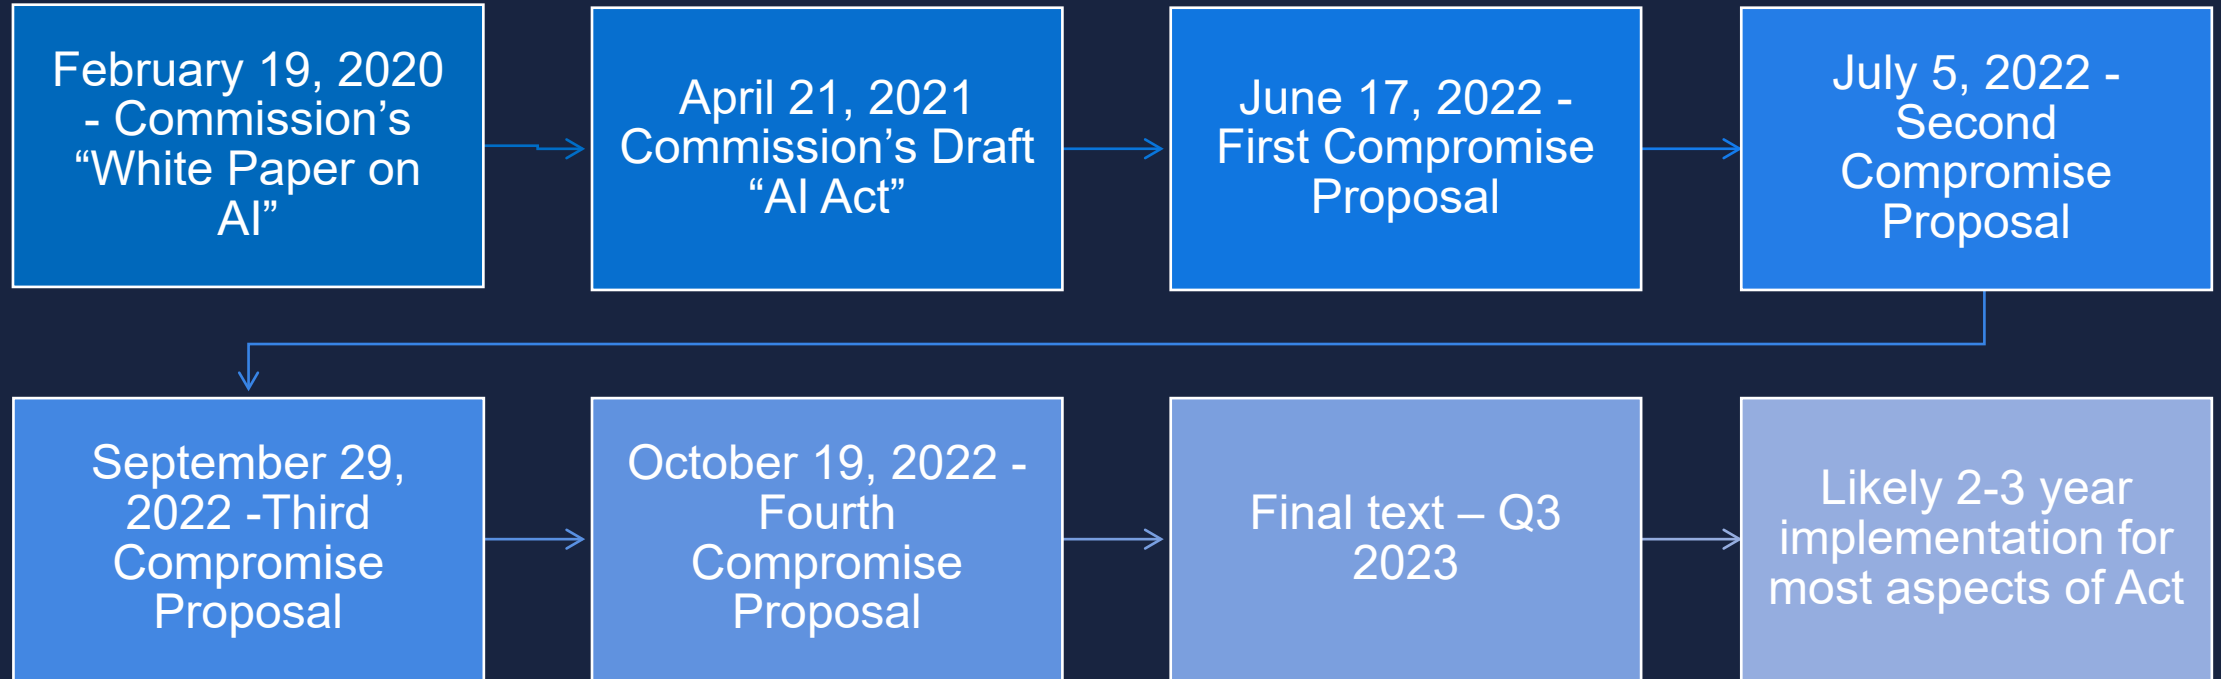 February 19, 2020
- Commission’s
“White Paper on
AI”
April 21, 2021
Commission’s Draft
“AI Act”
June 17, 2022 -
First Compromise
Proposal
July 5, 2022 -
Second
Compromise
Proposal
September 29,
2022 -Third
Compromise
Proposal
October 19, 2022 -
Fourth
Compromise
Proposal
Final text – Q3
2023
Likely 2-3 year
implementation for
most aspects of Act